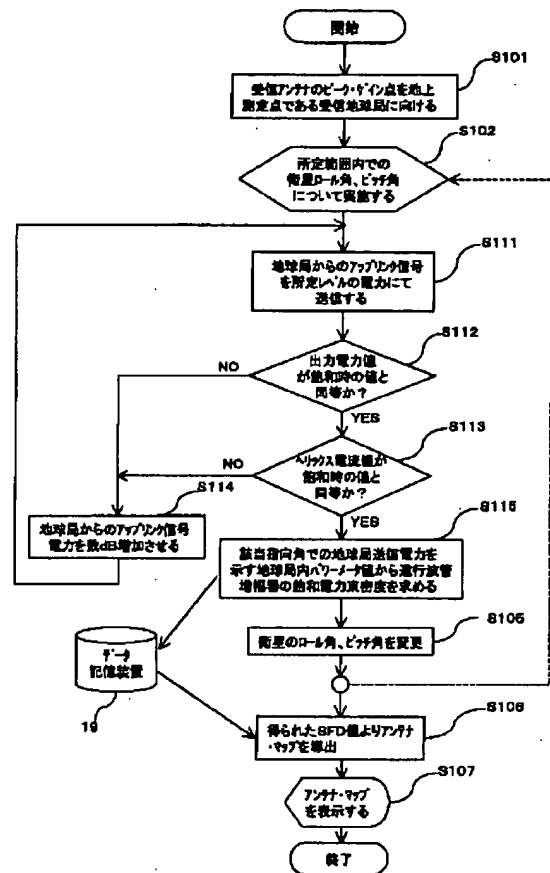 開始
S101
受信アンテナのピーク・ゲイン点を地上
測定点である受信地球局に向ける
S102
所定範囲内での
衛星ロール角、ピッチ角
について実施する
S111
地球局からのアップリンク信号
を所定レベルの電力にて
送信する
S112
出力電力値
が飽和時の値と
同等か?
NO
YES
S113
ヘリックス電流値が
飽和時の値と
同等か?
NO
YES
S114
地球局からのアップリンク信号
電力を数dB増加させる
S115
該当指向角での地球局送信電力を
示す地球局内パワーメータ値から進行波管
増幅器の飽和電力束密度を求める
S105
衛星のロール角、ピッチ角を変更
データ
記憶装置
19
S106
得られたSFD値よりアンテナ
・マップを導出
S107
アンテナ・マップ
を表示する
終了